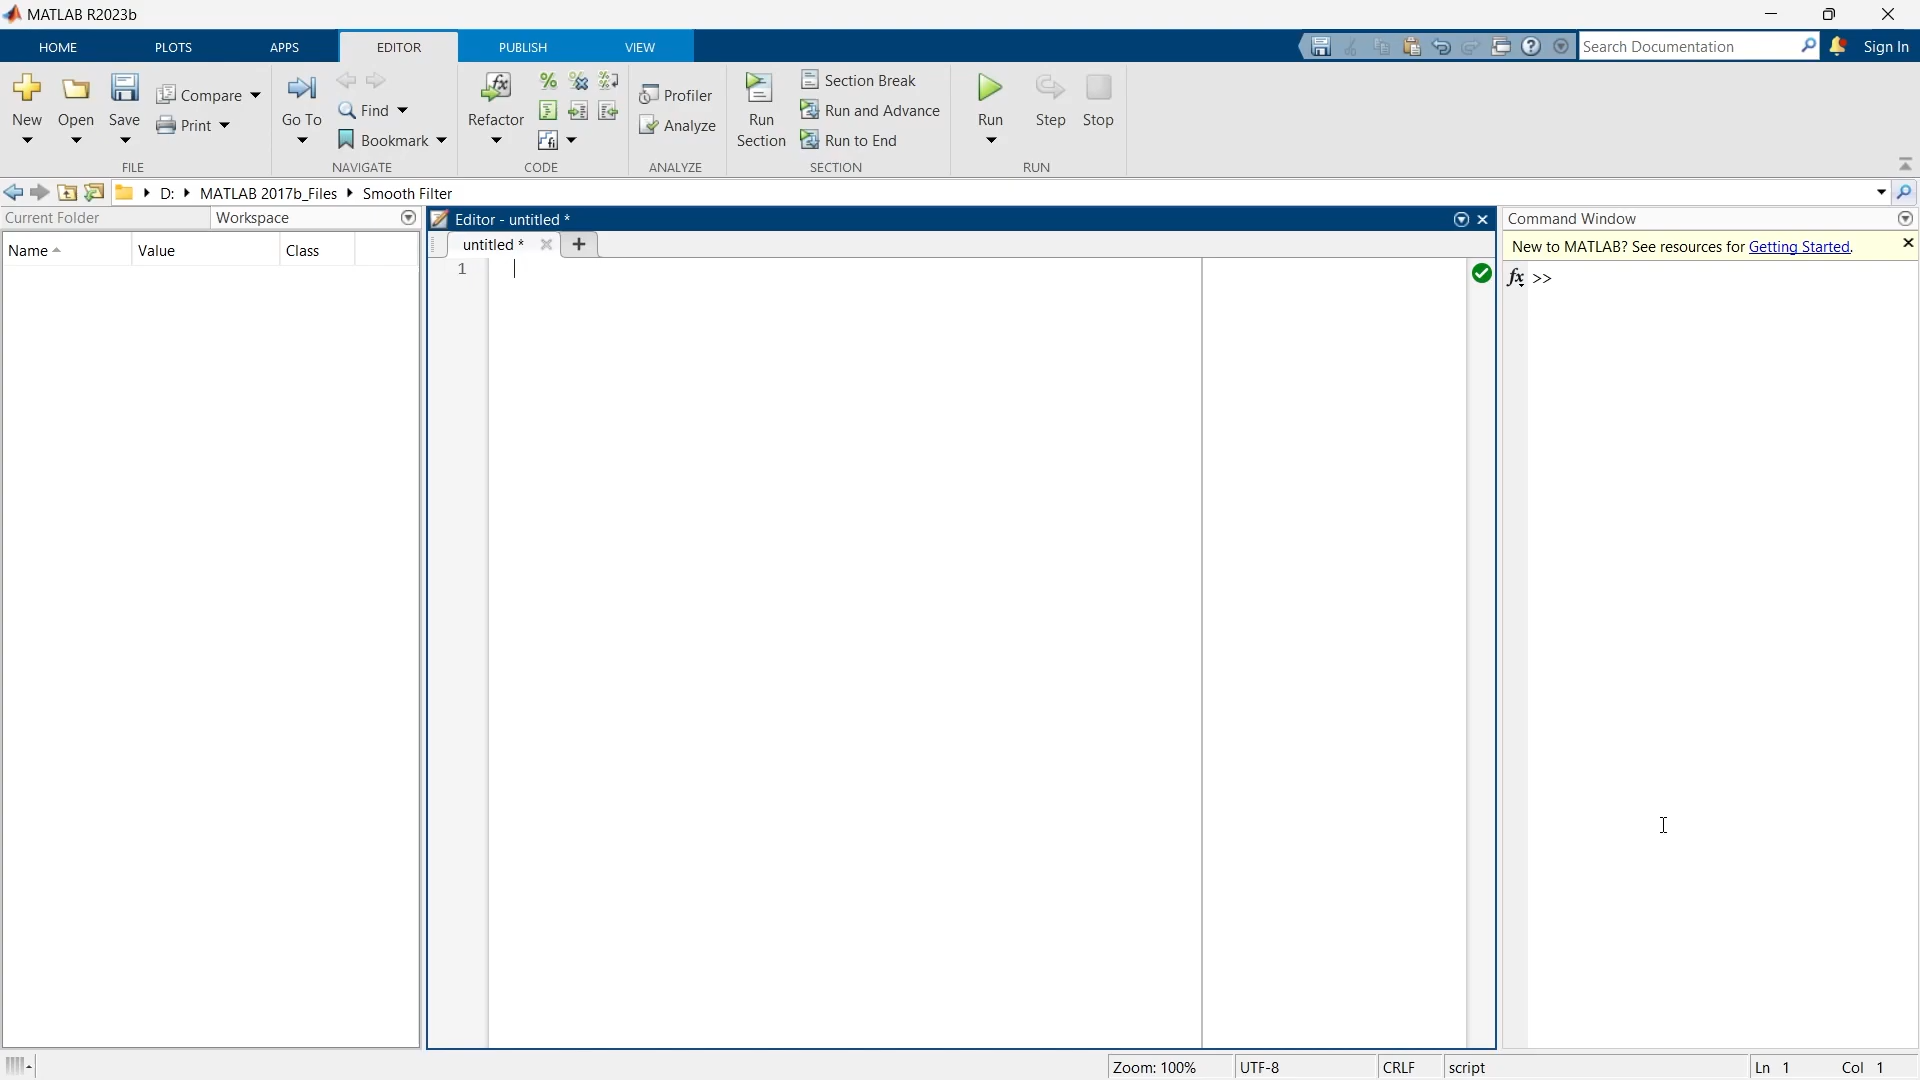 MATLAB R2023b
HOME PLOTS APPS EDITOR PUBLISH VIEW Search Documentation Sign In
New Open Save Compare Print
FILE
Go To Find Bookmark
NAVIGATE
Refactor
CODE
Profiler
Analyze
ANALYZE
Run Section
Section Break
Run and Advance
Run to End
SECTION
Run Step Stop
RUN
D: MATLAB 2017b_Files Smooth Filter
Current Folder Workspace
Name Value Class
Editor - untitled *
untitled * +
1
Command Window
New to MATLAB? See resources for Getting Started.
fx >>
Zoom: 100% UTF-8 CRLF script Ln 1 Col 1